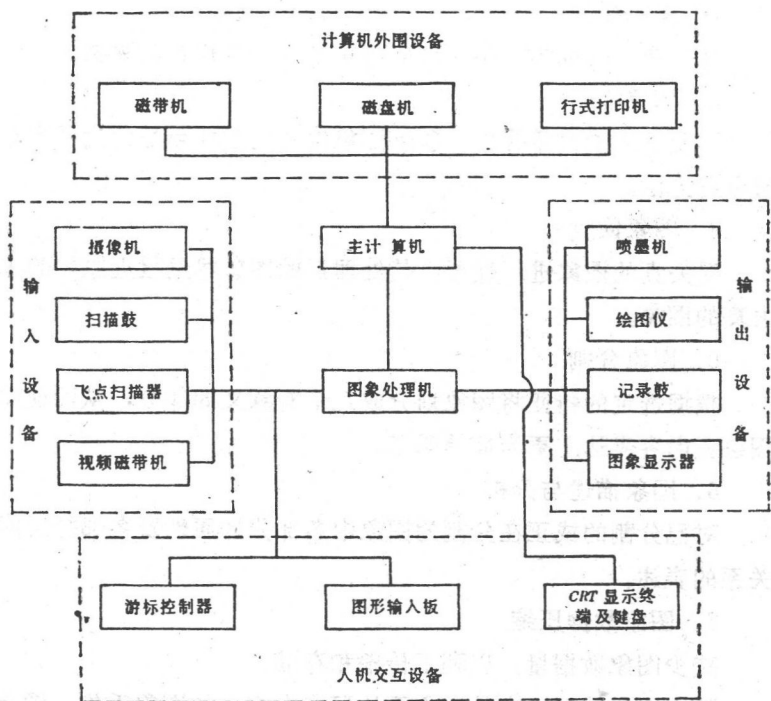 计算机外围设备
磁带机
磁盘机
行式打印机
输入设备
摄像机
扫描鼓
飞点扫描器
视频磁带机
主计算机
图象处理机
喷墨机
绘图仪
记录鼓
图象显示器
输出设备
游标控制器
图形输入板
CRT 显示终
端及键盘
人机交互设备